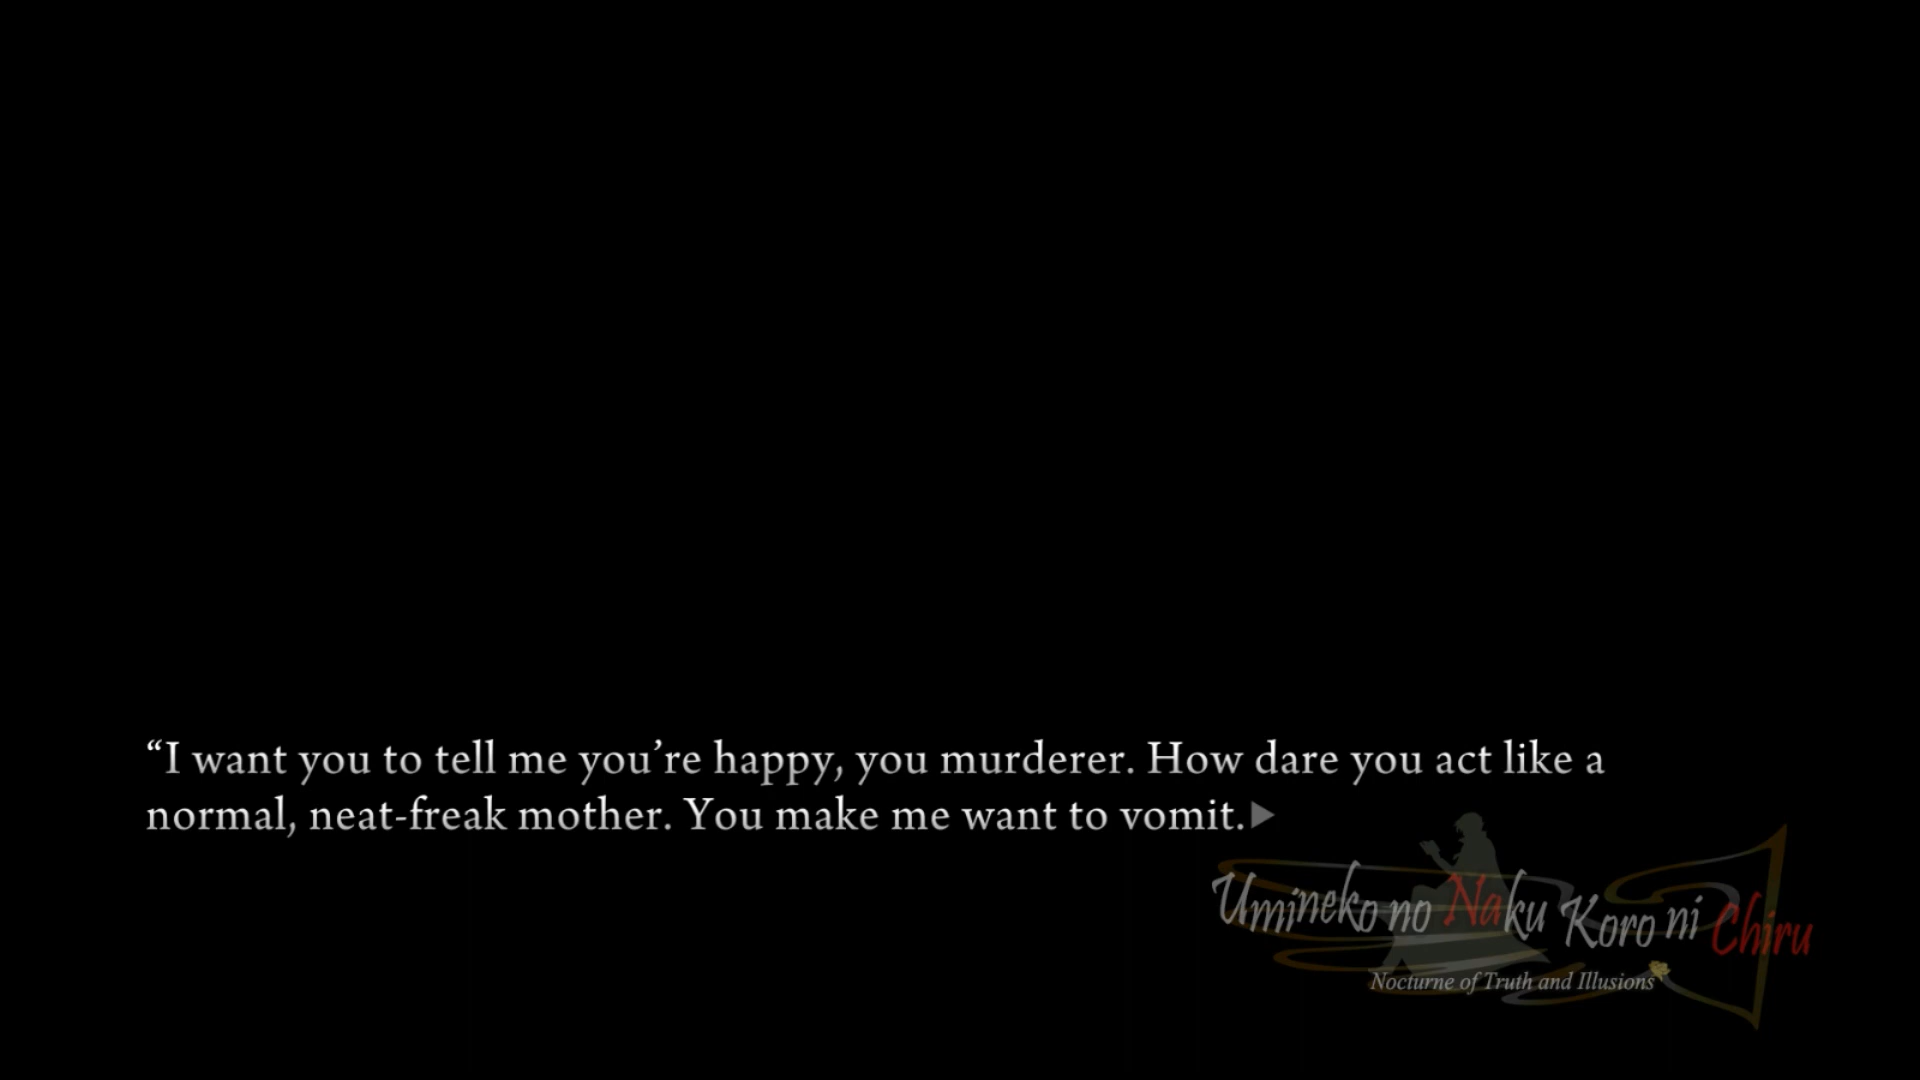 “I want you to tell me you’re happy, you murderer. How dare you act like a
normal, neat-freak mother. You make me want to vomit.
Umineko no Naku Koro ni Chiru
Nocturne of Truth and Illusions